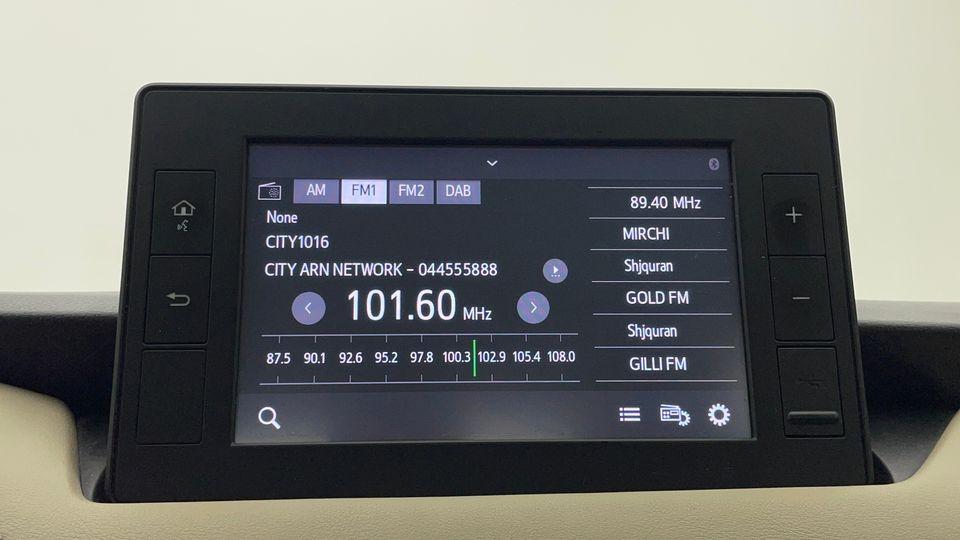 AM FM1 FM2 DAB
None
CITY1016
CITY ARN NETWORK - 044555888
101.60 MHz
87.5 90.1 92.6 95.2 97.8 100.3 102.9 105.4 108.0
89.40 MHz
MIRCHI
Shjquran
GOLD FM
Shjquran
GILLI FM